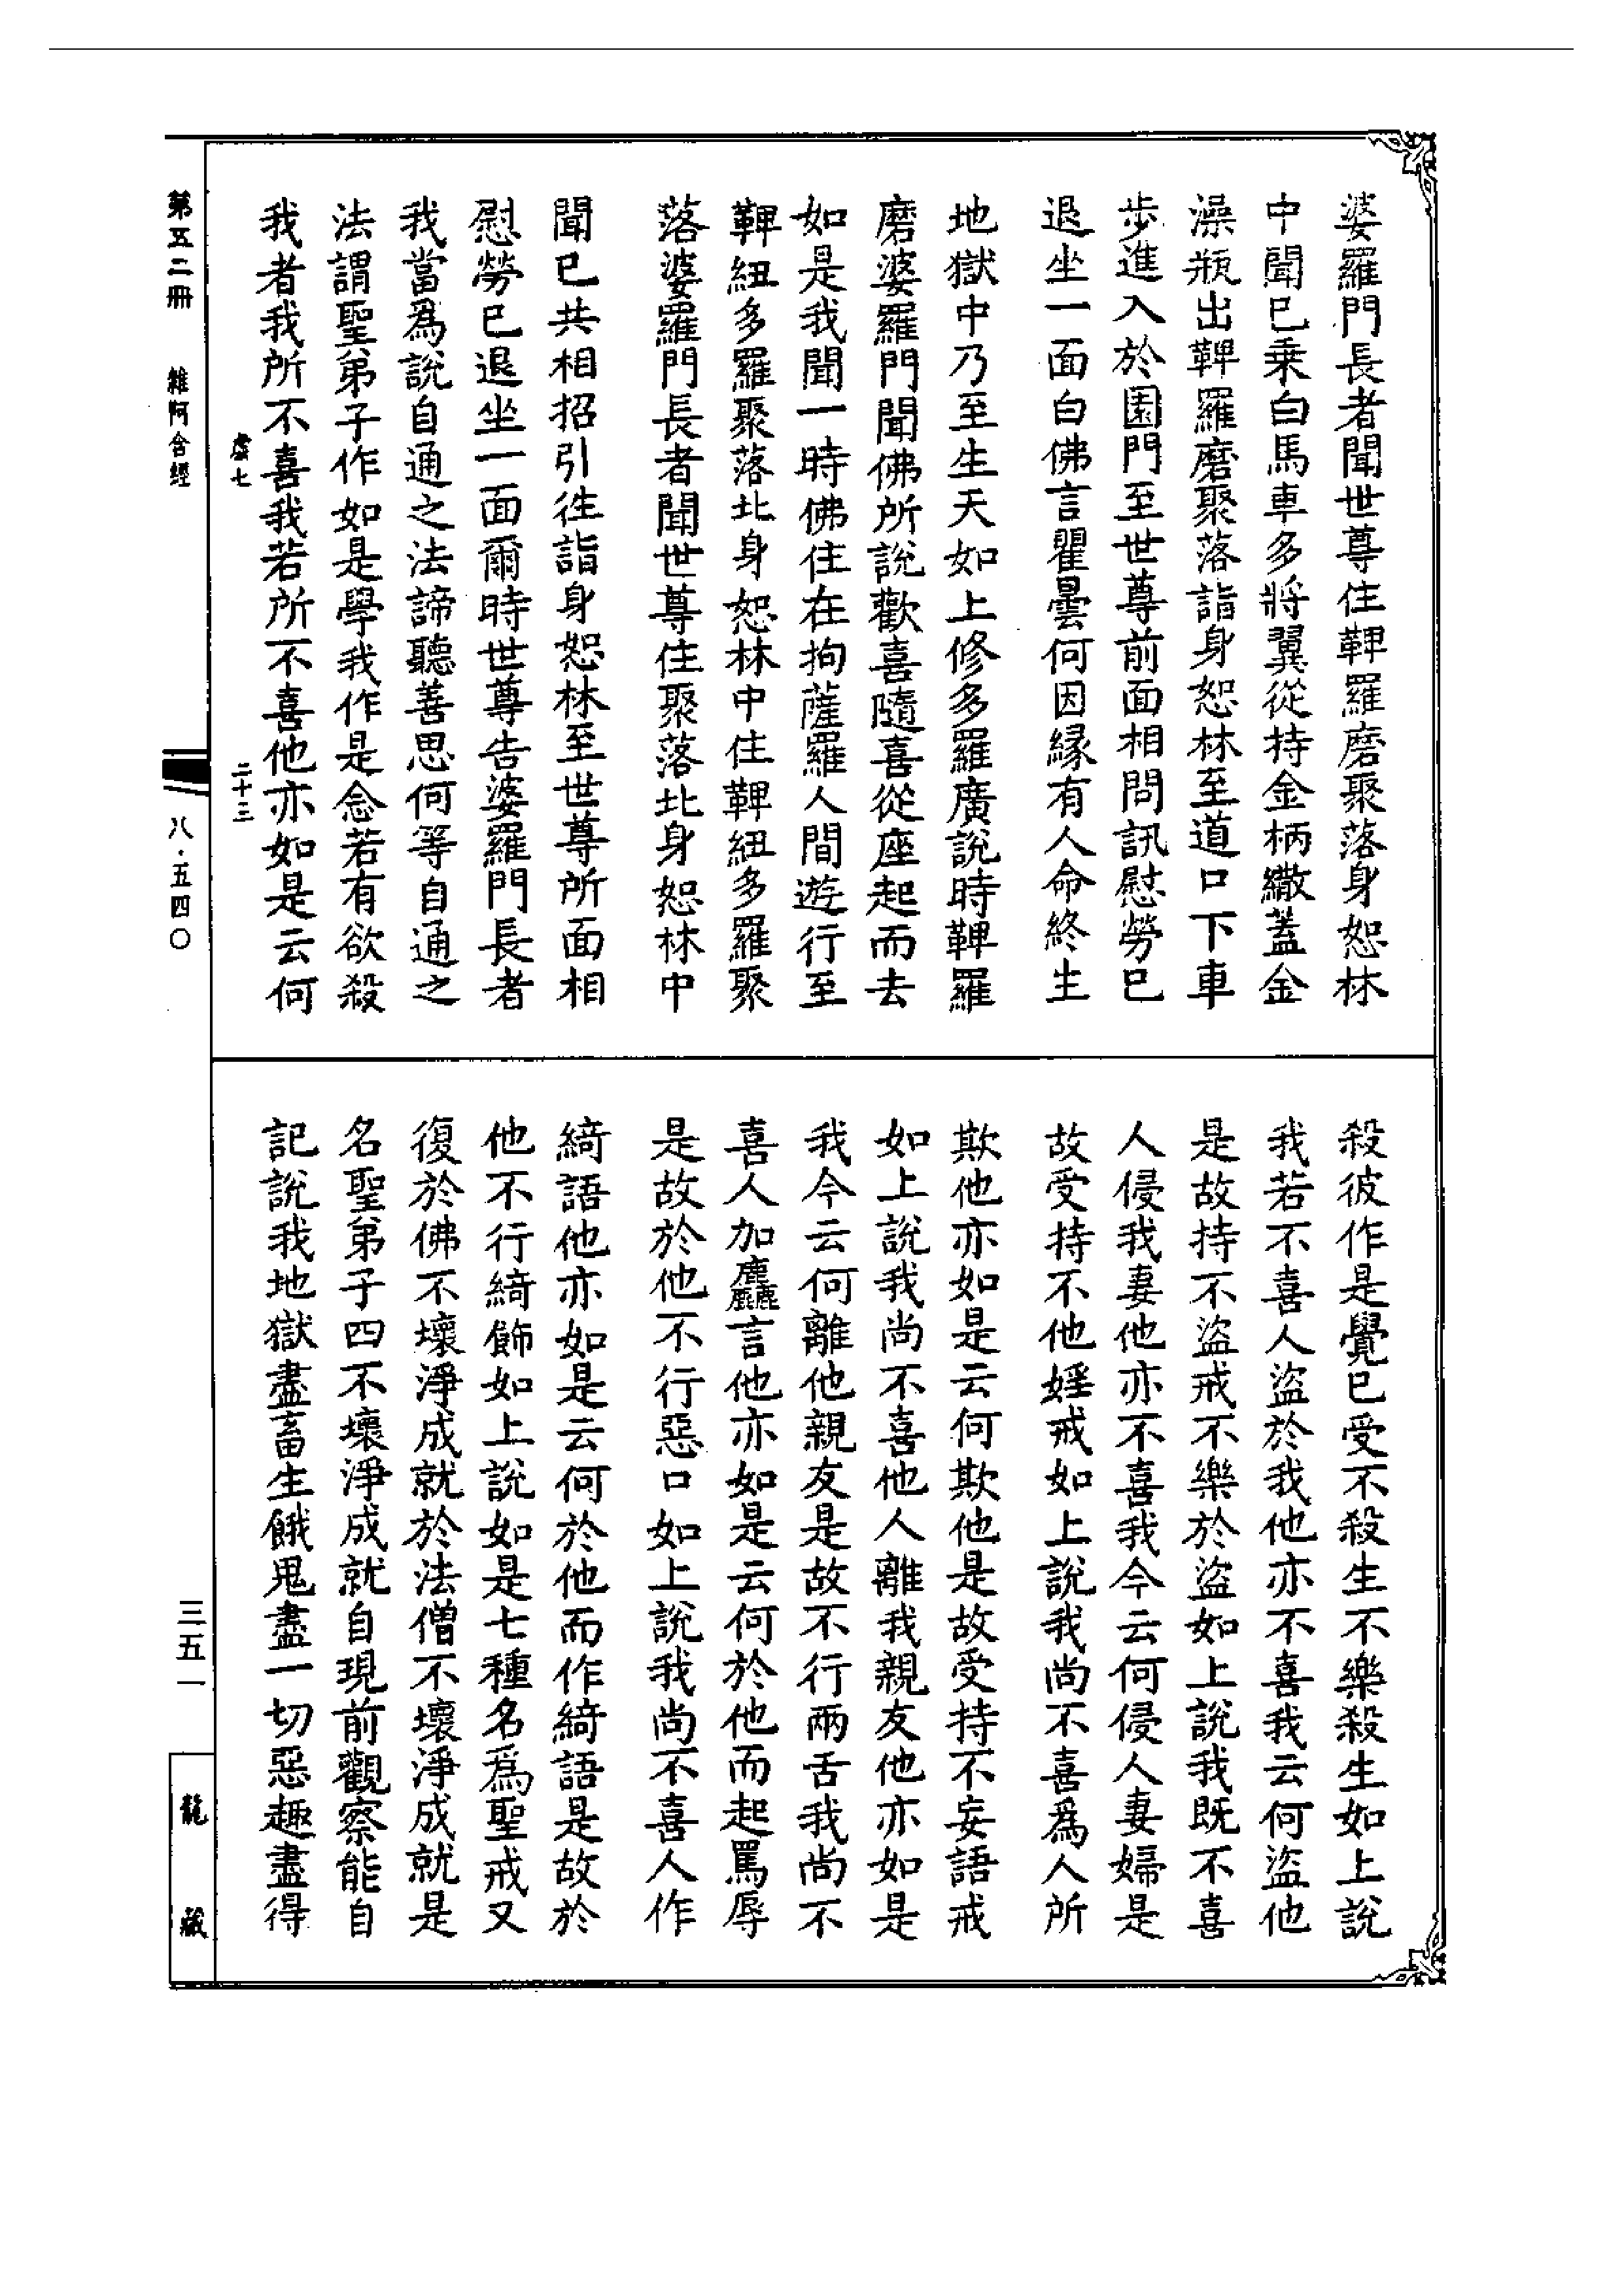 婆羅門長者聞世尊住鞞羅磨聚落身恕林
中聞已乘白馬車多將翼從持金柄繖蓋金
澡瓶出鞞羅磨聚落詣身恕林至道口下車
步進入於園門至世尊前面相問訊慰勞已
退坐一面白佛言瞿曇何因緣有人命終生
地獄中乃至生天如上修多羅廣說時鞞羅
磨婆羅門聞佛所說歡喜隨喜從座起而去
如是我聞一時佛住在拘薩羅人間遊行至
鞞紐多羅聚落北身恕林中住鞞紐多羅聚
落婆羅門長者聞世尊住聚落北身恕林中
聞已共相招引徃詣身恕林至世尊所面相
慰勞已退坐一面爾時世尊告婆羅門長者
我當爲說自通之法諦聽善思何等自通之
法謂聖弟子作如是學我作是念若有欲殺
我者我所不喜我若所不喜他亦如是云何
殺彼作是覺已受不殺生不樂殺生如上說
我若不喜人盜於我他亦不喜我云何盜他
是故持不盜戒不樂於盜如上說我既不喜
人侵我妻他亦不喜我今云何侵人妻婦是
故受持不他婬戒如上說我尚不喜爲人所
欺他亦如是云何欺他是故受持不妄語戒
如上說我尚不喜他人離我親友他亦如是
我今云何離他親友是故不行兩舌我尚不
喜人加麤言他亦如是云何於他而起罵辱
是故於他不行惡口如上說我尚不喜人作
綺語他亦如是云何於他而作綺語是故於
他不行綺飾如上說如是七種名爲聖戒又
復於佛不壞淨成就於法僧不壞淨成就是
名聖弟子四不壞淨成就自現前觀察能自
記說我地獄盡畜生餓鬼盡一切惡趣盡得
虛七
二十三
第五二冊
雜阿含經
八·五四〇
三五一
龍藏